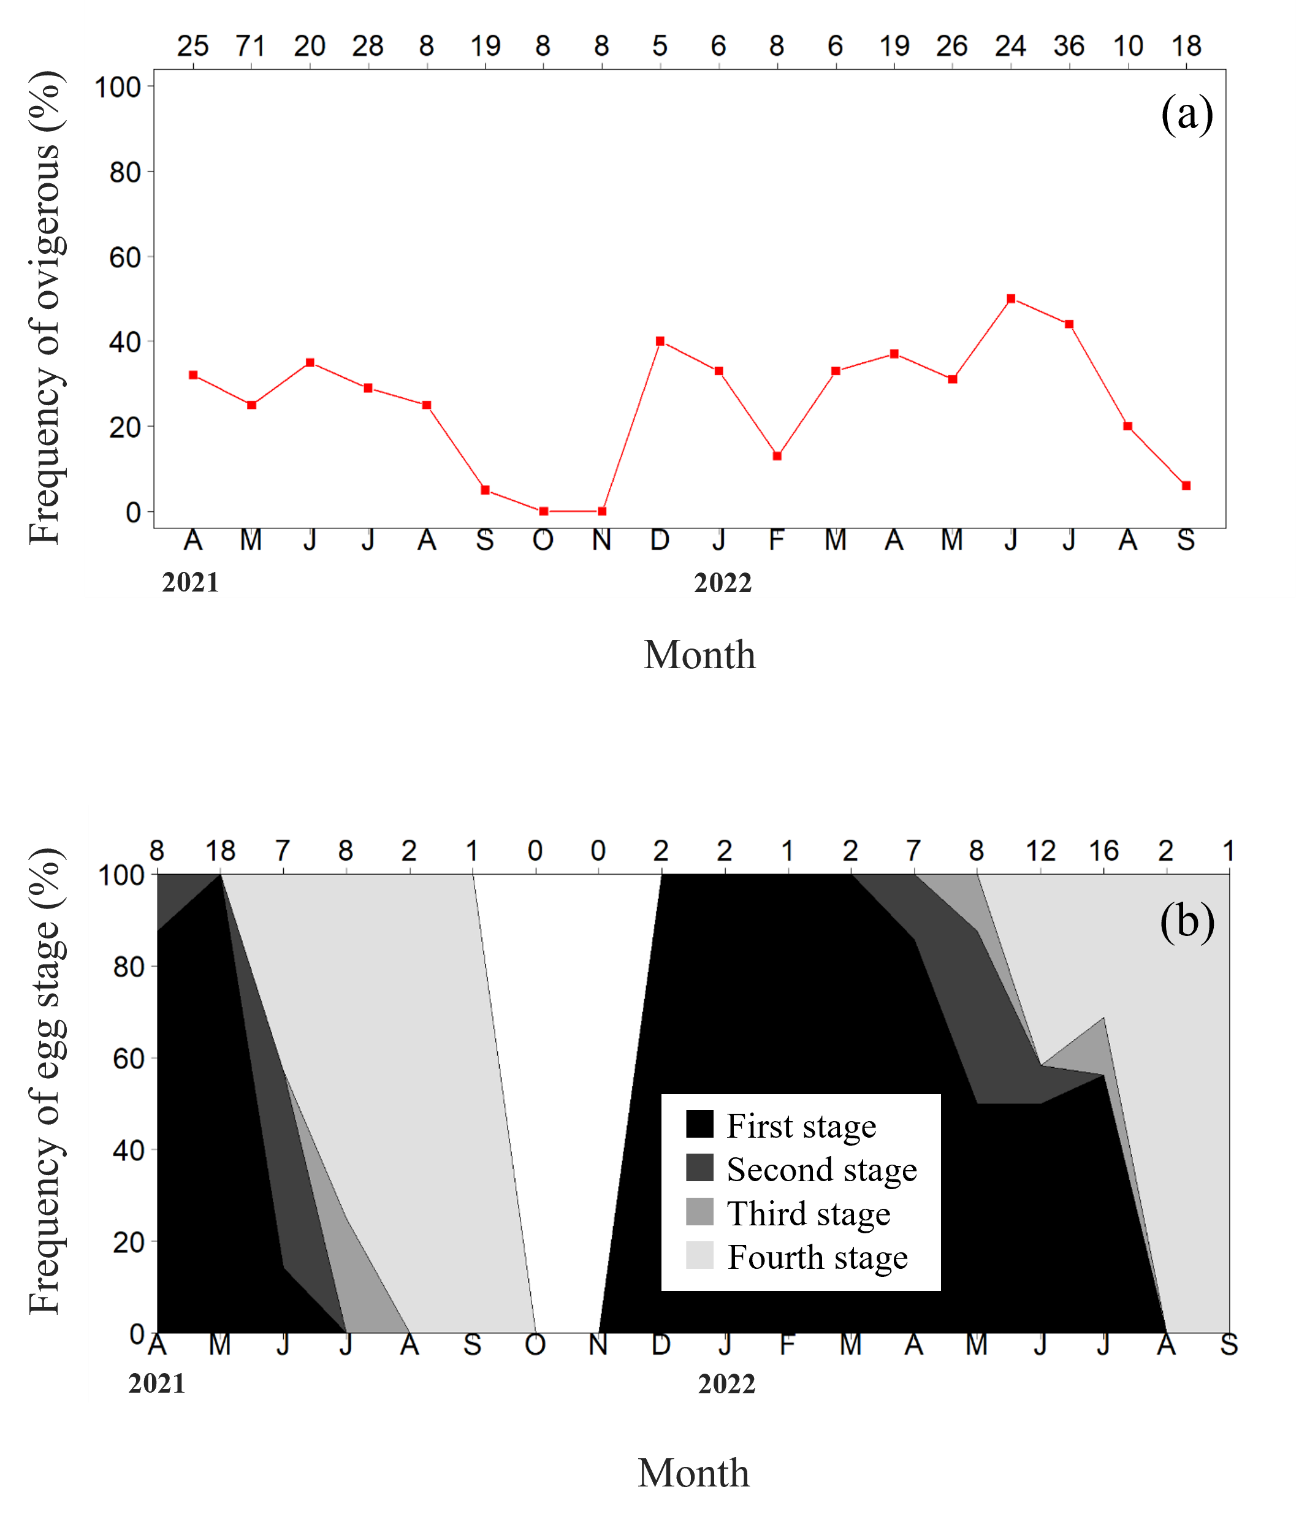 25 71 20 28 8 19 8 8 5 6 8 6 19 26 24 36 10 18
(a)
Frequency of ovigerous (%)
100
80
60
40
20
0
A M J J A S O N D J F M A M J J A S
2021 2022
Month
8 18 7 8 2 1 0 0 2 2 1 2 7 8 12 16 2 1
(b)
Frequency of egg stage (%)
100
80
60
40
20
0
First stage
Second stage
Third stage
Fourth stage
A M J J A S O N D J F M A M J J A S
2021 2022
Month